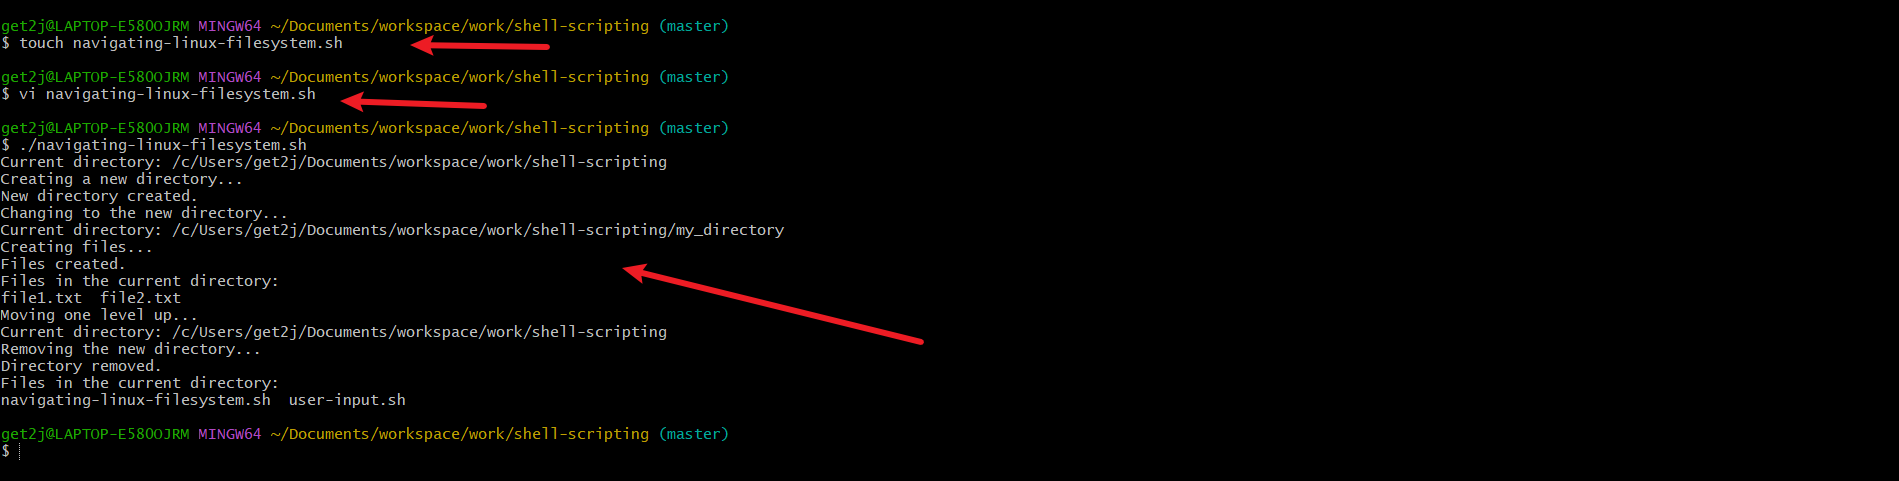 get2j@LAPTOP-E58OOJRM MINGW64 ~/Documents/workspace/work/shell-scripting (master)
$ touch navigating-linux-filesystem.sh
get2j@LAPTOP-E58OOJRM MINGW64 ~/Documents/workspace/work/shell-scripting (master)
$ vi navigating-linux-filesystem.sh
get2j@LAPTOP-E58OOJRM MINGW64 ~/Documents/workspace/work/shell-scripting (master)
$ ./navigating-linux-filesystem.sh
Current directory: /c/Users/get2j/Documents/workspace/work/shell-scripting
Creating a new directory...
New directory created.
Changing to the new directory...
Current directory: /c/Users/get2j/Documents/workspace/work/shell-scripting/my_directory
Creating files...
Files created.
Files in the current directory:
file1.txt  file2.txt
Moving one level up...
Current directory: /c/Users/get2j/Documents/workspace/work/shell-scripting
Removing the new directory...
Directory removed.
Files in the current directory:
navigating-linux-filesystem.sh  user-input.sh
get2j@LAPTOP-E58OOJRM MINGW64 ~/Documents/workspace/work/shell-scripting (master)
$